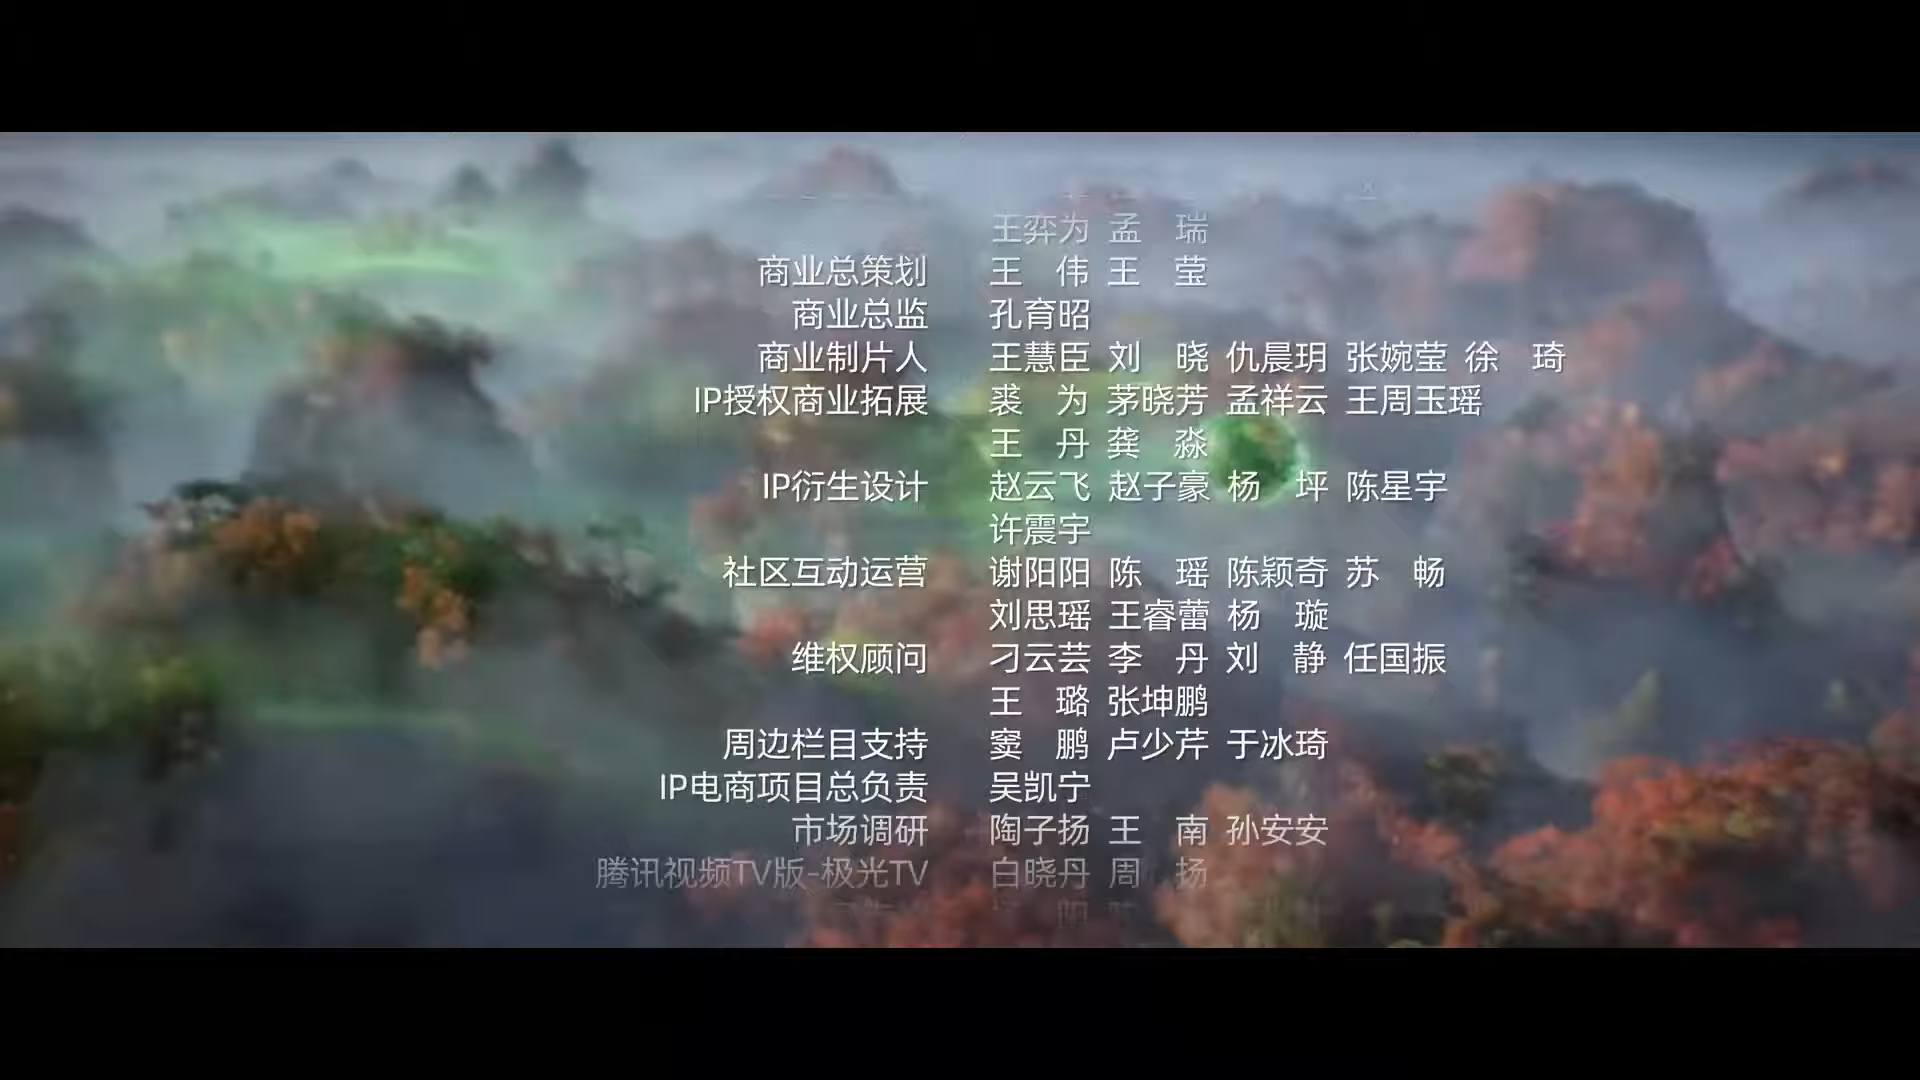 王弈为 孟　瑞
商业总策划 王　伟 王　莹
商业总监 孔育昭
商业制片人 王慧臣 刘　晓 仇晨玥 张婉莹 徐　琦
IP授权商业拓展 裘　为 茅晓芳 孟祥云 王周玉瑶
王　丹 龚　淼
IP衍生设计 赵云飞 赵子豪 杨　坪 陈星宇
许震宇
社区互动运营 谢阳阳 陈　瑶 陈颖奇 苏　畅
刘思瑶 王睿蕾 杨　璇
维权顾问 刁云芸 李　丹 刘　静 任国振
王　璐 张坤鹏
周边栏目支持 窦　鹏 卢少芹 于冰琦
IP电商项目总负责 吴凯宁
市场调研 陶子扬 王　南 孙安安
腾讯视频TV版-极光TV 白晓丹 周　扬